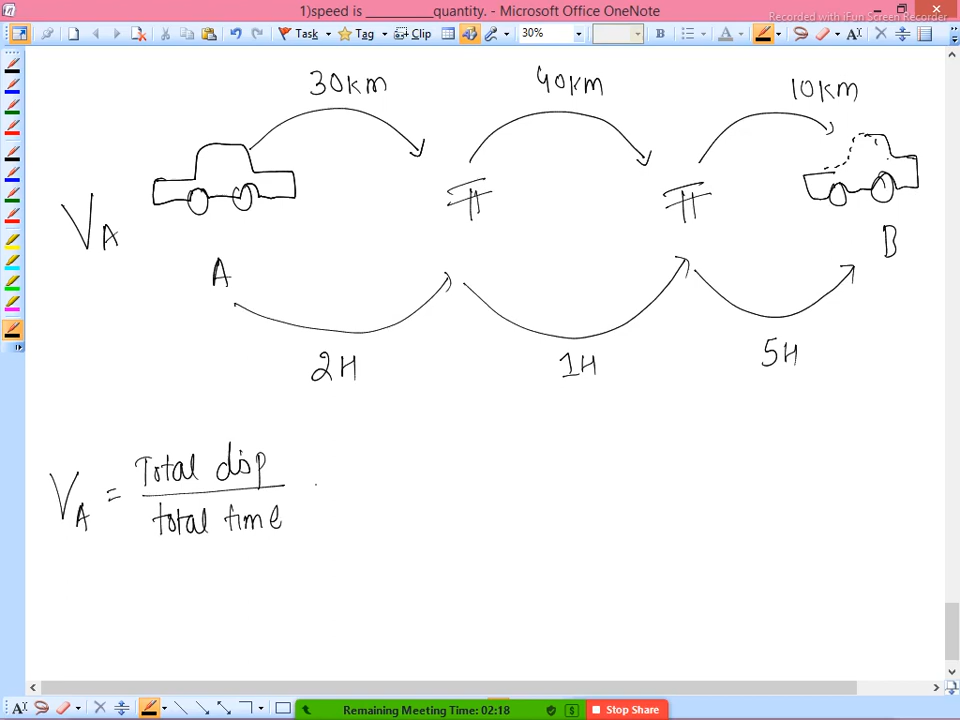 1)speed is __________quantity. - Microsoft Office OneNote
Recorded with iFun Screen Recorder
Task Tag Clip 30% B A
30km 40km 10km
VA
A B
2H 1H 5H
VA = Total disp
total time
Remaining Meeting Time: 02:18 Stop Share